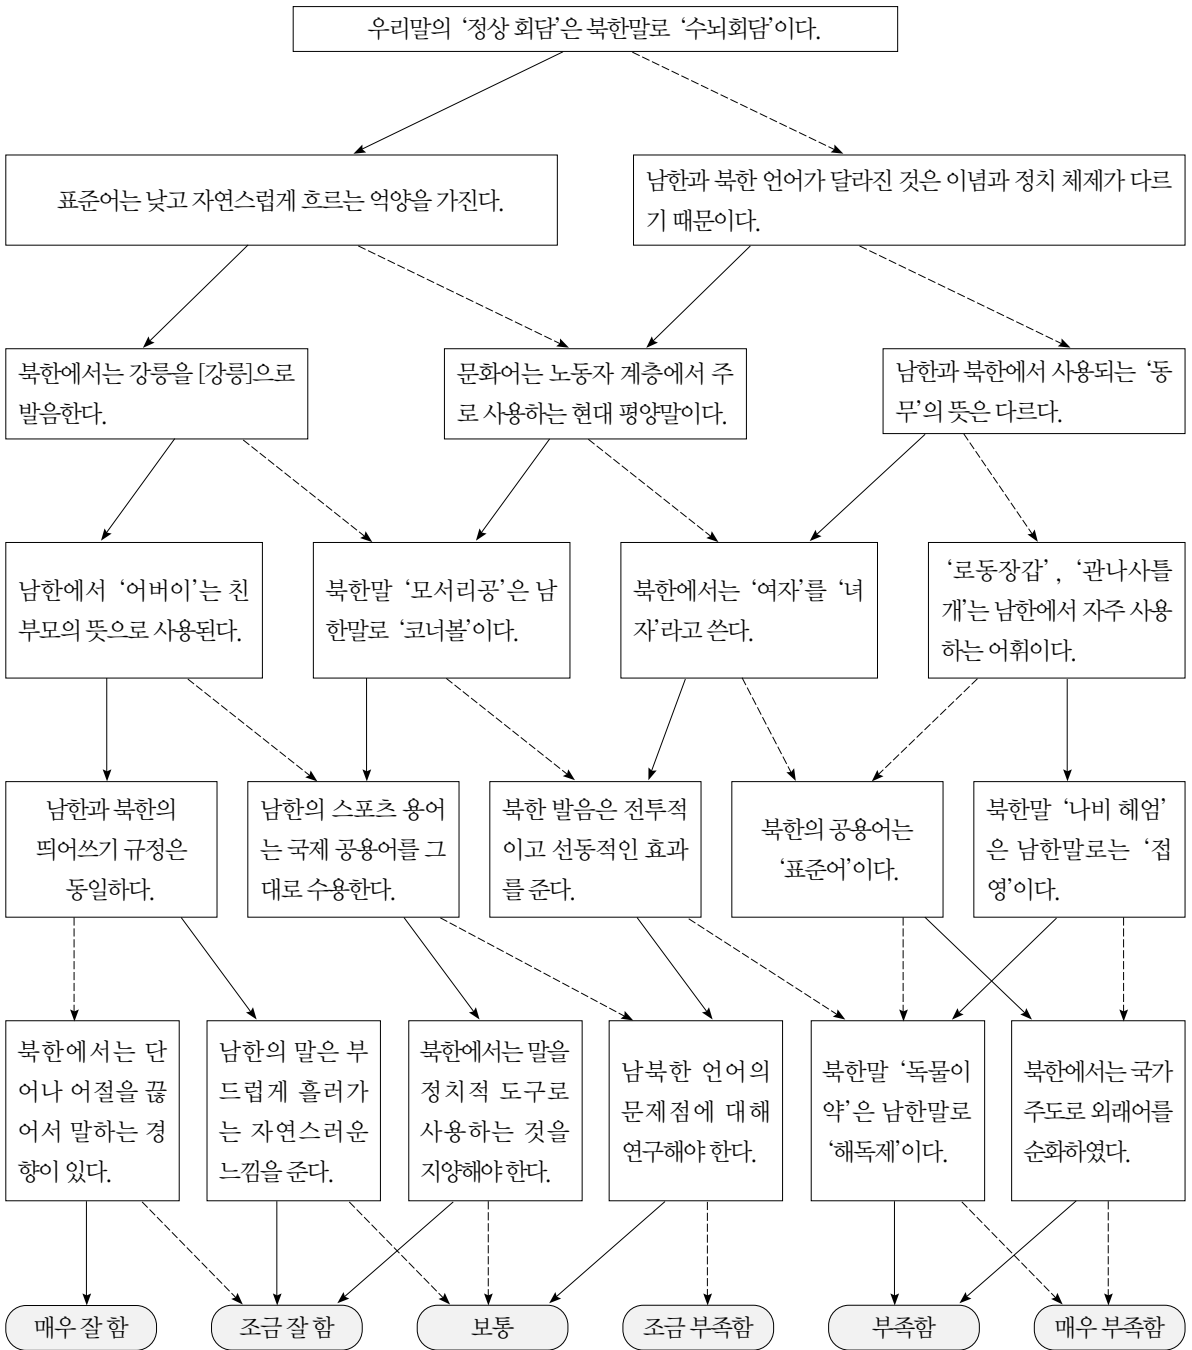 우리말의 ‘정상 회담’은 북한말로 ‘수뇌회담’이다.
표준어는 낮고 자연스럽게 흐르는 억양을 가진다.
남한과 북한 언어가 달라진 것은 이념과 정치 체제가 다르
기 때문이다.
북한에서는 강릉을 [강릉]으로
발음한다.
문화어는 노동자 계층에서 주
로 사용하는 현대 평양말이다.
남한과 북한에서 사용되는 ‘동
무’의 뜻은 다르다.
남한에서 ‘어버이’는 친
부모의 뜻으로 사용된다.
북한말 ‘모서리공’은 남
한말로 ‘코너볼’이다.
북한에서는 ‘여자’를 ‘녀
자’라고 쓴다.
‘로동장갑’, ‘관나사틀
개’는 남한에서 자주 사용
하는 어휘이다.
남한과 북한의
띄어쓰기 규정은
동일하다.
남한의 스포츠 용어
는 국제 공용어를 그
대로 수용한다.
북한 발음은 전투적
이고 선동적인 효과
를 준다.
북한의 공용어는
‘표준어’이다.
북한말 ‘나비 헤엄’
은 남한말로는 ‘접
영’이다.
북한에서는 단
어나 어절을 끊
어서 말하는 경
향이 있다.
남한의 말은 부
드럽게 흘러가
는 자연스러운
느낌을 준다.
북한에서는 말을
정치적 도구로
사용하는 것을
지양해야 한다.
남북한 언어의
문제점에 대해
연구해야 한다.
북한말 ‘독물이
약’은 남한말로
‘해독제’이다.
북한에서는 국가
주도로 외래어를
순화하였다.
매우 잘 함
조금 잘 함
보통
조금 부족함
부족함
매우 부족함